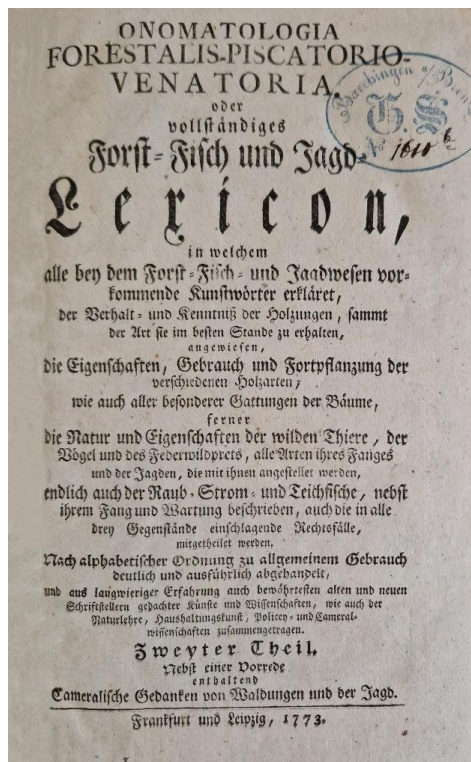 ONOMATOLOGIA
FORESTALIS-PISCATORIO-
VENATORIA,
oder
vollständiges
Forst- Fisch und Jagd-
Lexicon,
in welchem
alle bey dem Forst- Fisch- und Jagdwesen vor-
kommende Kunstwörter erkläret,
der Verhalt- und Kenntniß der Holzungen, sammt
der Art sie im besten Stande zu erhalten,
angewiesen,
die Eigenschaften, Gebrauch und Fortpflanzung der
verschiedenen Holzarten,
wie auch aller besonderer Gattungen der Bäume,
ferner
die Natur und Eigenschaften der wilden Thiere, der
Vögel und des Federwildprets, alle Arten ihres Fanges
und der Jagden, die mit ihnen angestellet werden,
endlich auch der Raub- Strom- und Teichfische, nebst
ihrem Fang und Wartung beschrieben, auch die in alle
drey Gegenstände einschlagende Rechtsfälle,
mitgetheilet werden.
Nach alphabetischer Ordnung zu allgemeinem Gebrauch
deutlich und ausführlich abgehandelt,
und aus langwieriger Erfahrung auch bewährtesten alten und neuen
Schriftstellern gedachter Künste und Wissenschaften, wie auch der
Naturlehre, Haushaltungskunst, Policey- und Cameral-
wissenschaften zusammengetragen.
Zweyter Theil.
Nebst einer Vorrede
enthaltend
Cameralische Gedanken von Waldungen und der Jagd.
Frankfurt und Leipzig, 1773.
G. S.